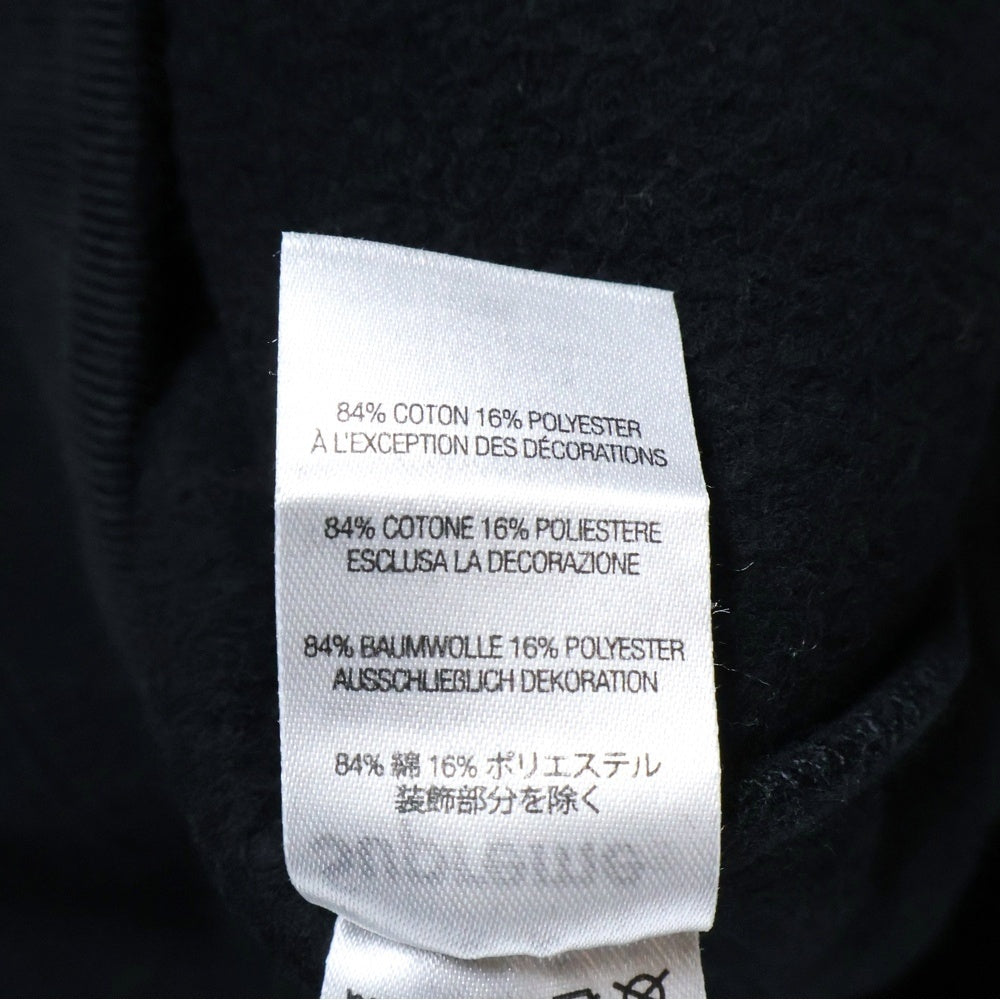 84% COTON 16% POLYESTER
À L'EXCEPTION DES DÉCORATIONS
84% COTONE 16% POLIESTERE
ESCLUSA LA DECORAZIONE
84% BAUMWOLLE 16% POLYESTER
AUSSCHLIEßLICH DEKORATION
84% 綿 16% ポリエステル
装飾部分を除く